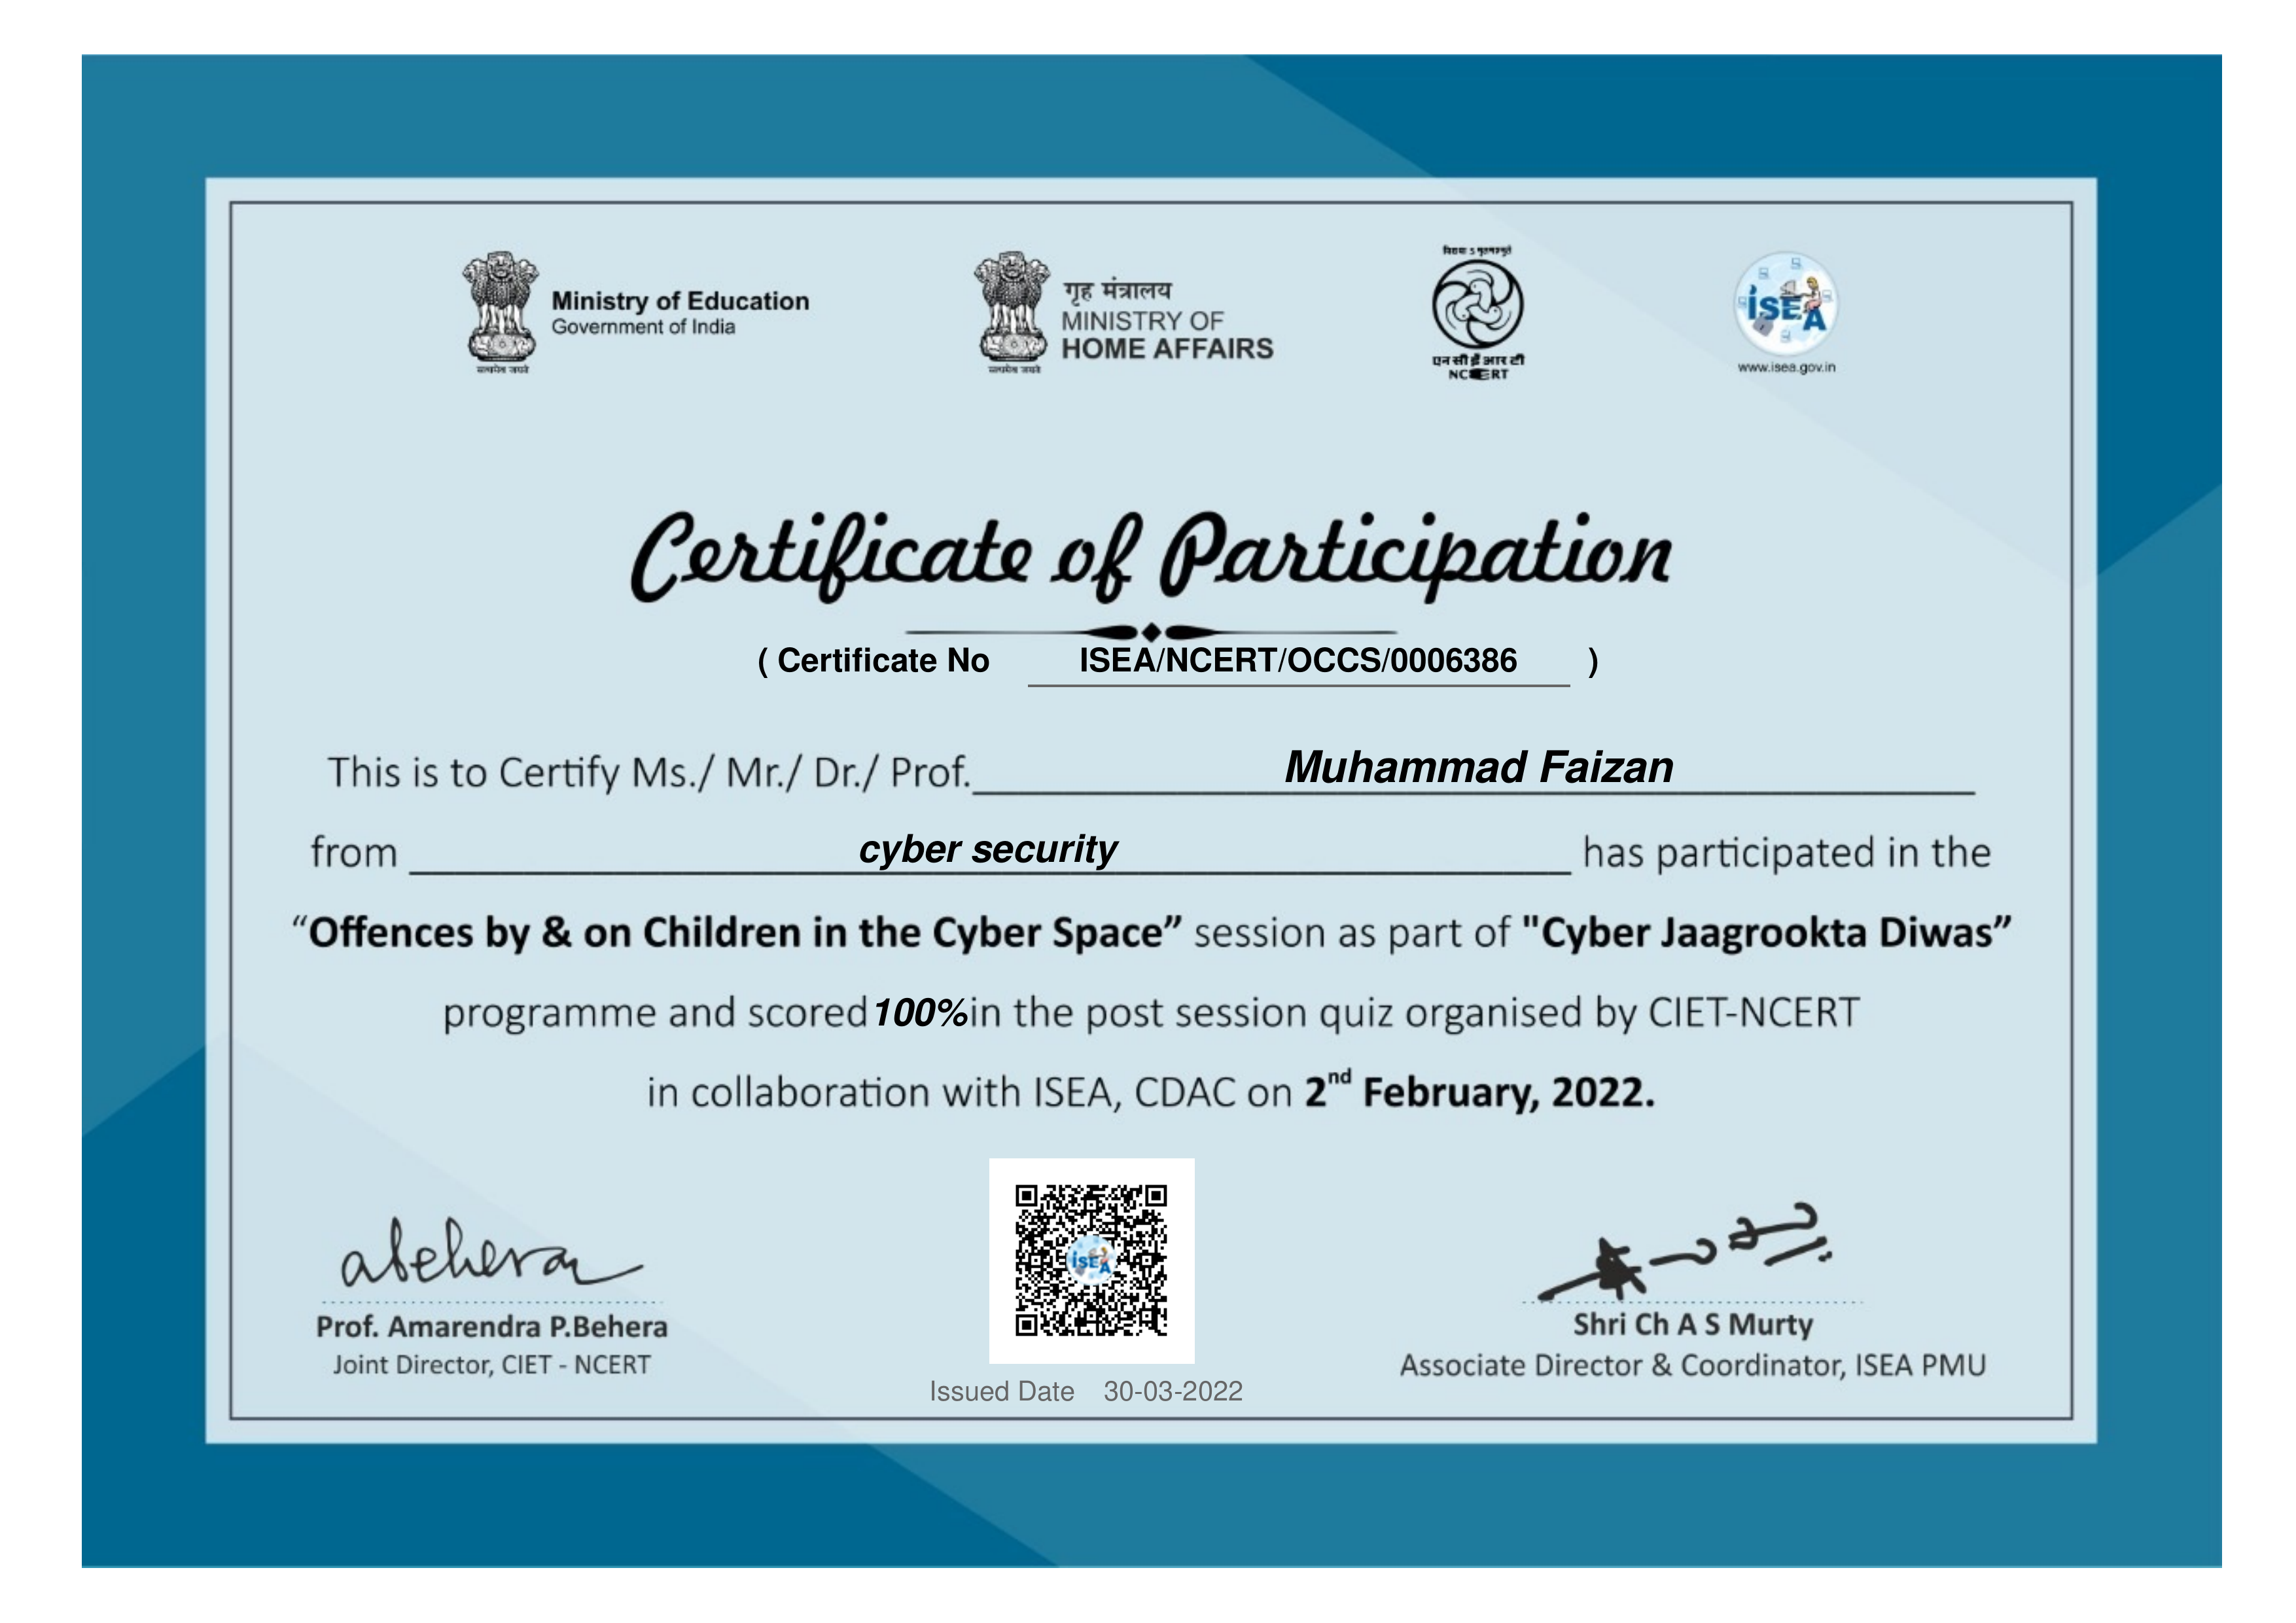 Ministry of Education
Government of India
सत्यमेव जयते
गृह मंत्रालय
MINISTRY OF
HOME AFFAIRS
सत्यमेव जयते
एन सी ई आर टी
NCERT
iSEA
www.isea.gov.in
Certificate of Participation
( Certificate No ISEA/NCERT/OCCS/0006386 )
This is to Certify Ms./ Mr./ Dr./ Prof. Muhammad Faizan
from cyber security has participated in the
“Offences by & on Children in the Cyber Space” session as part of "Cyber Jaagrookta Diwas”
programme and scored 100% in the post session quiz organised by CIET-NCERT
in collaboration with ISEA, CDAC on 2nd February, 2022.
abehera
iSEA
Prof. Amarendra P.Behera
Joint Director, CIET - NCERT
Shri Ch A S Murty
Associate Director & Coordinator, ISEA PMU
Issued Date 30-03-2022